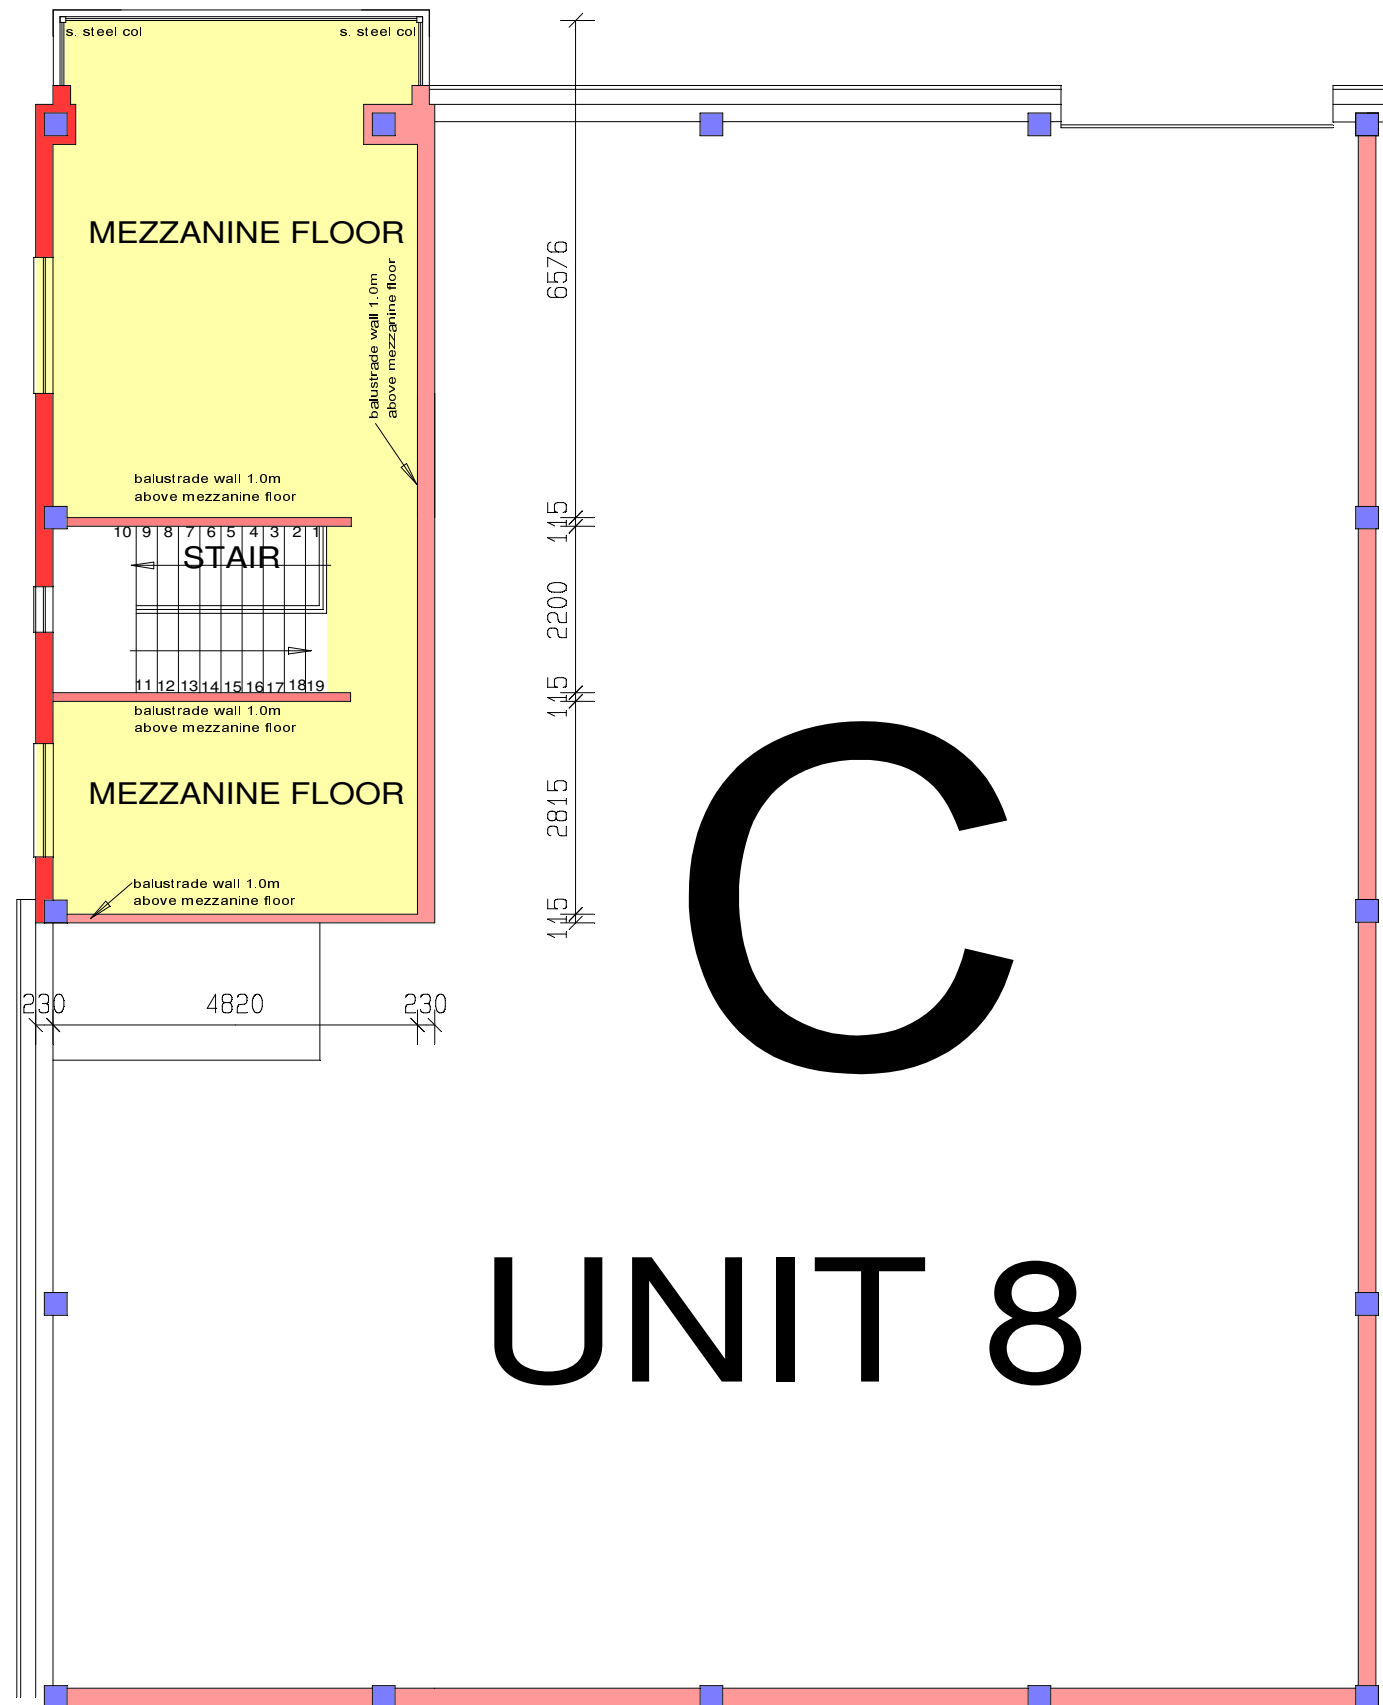 s. steel col
s. steel col
MEZZANINE FLOOR
balustrade wall 1.0m
above mezzanine floor
6576
balustrade wall 1.0m
above mezzanine floor
115
10 9 8 7 6 5 4 3 2 1
STAIR
2200
11 12 13 14 15 16 17 18 19
115
balustrade wall 1.0m
above mezzanine floor
MEZZANINE FLOOR
2815
balustrade wall 1.0m
above mezzanine floor
115
230 4820 230
C
UNIT 8